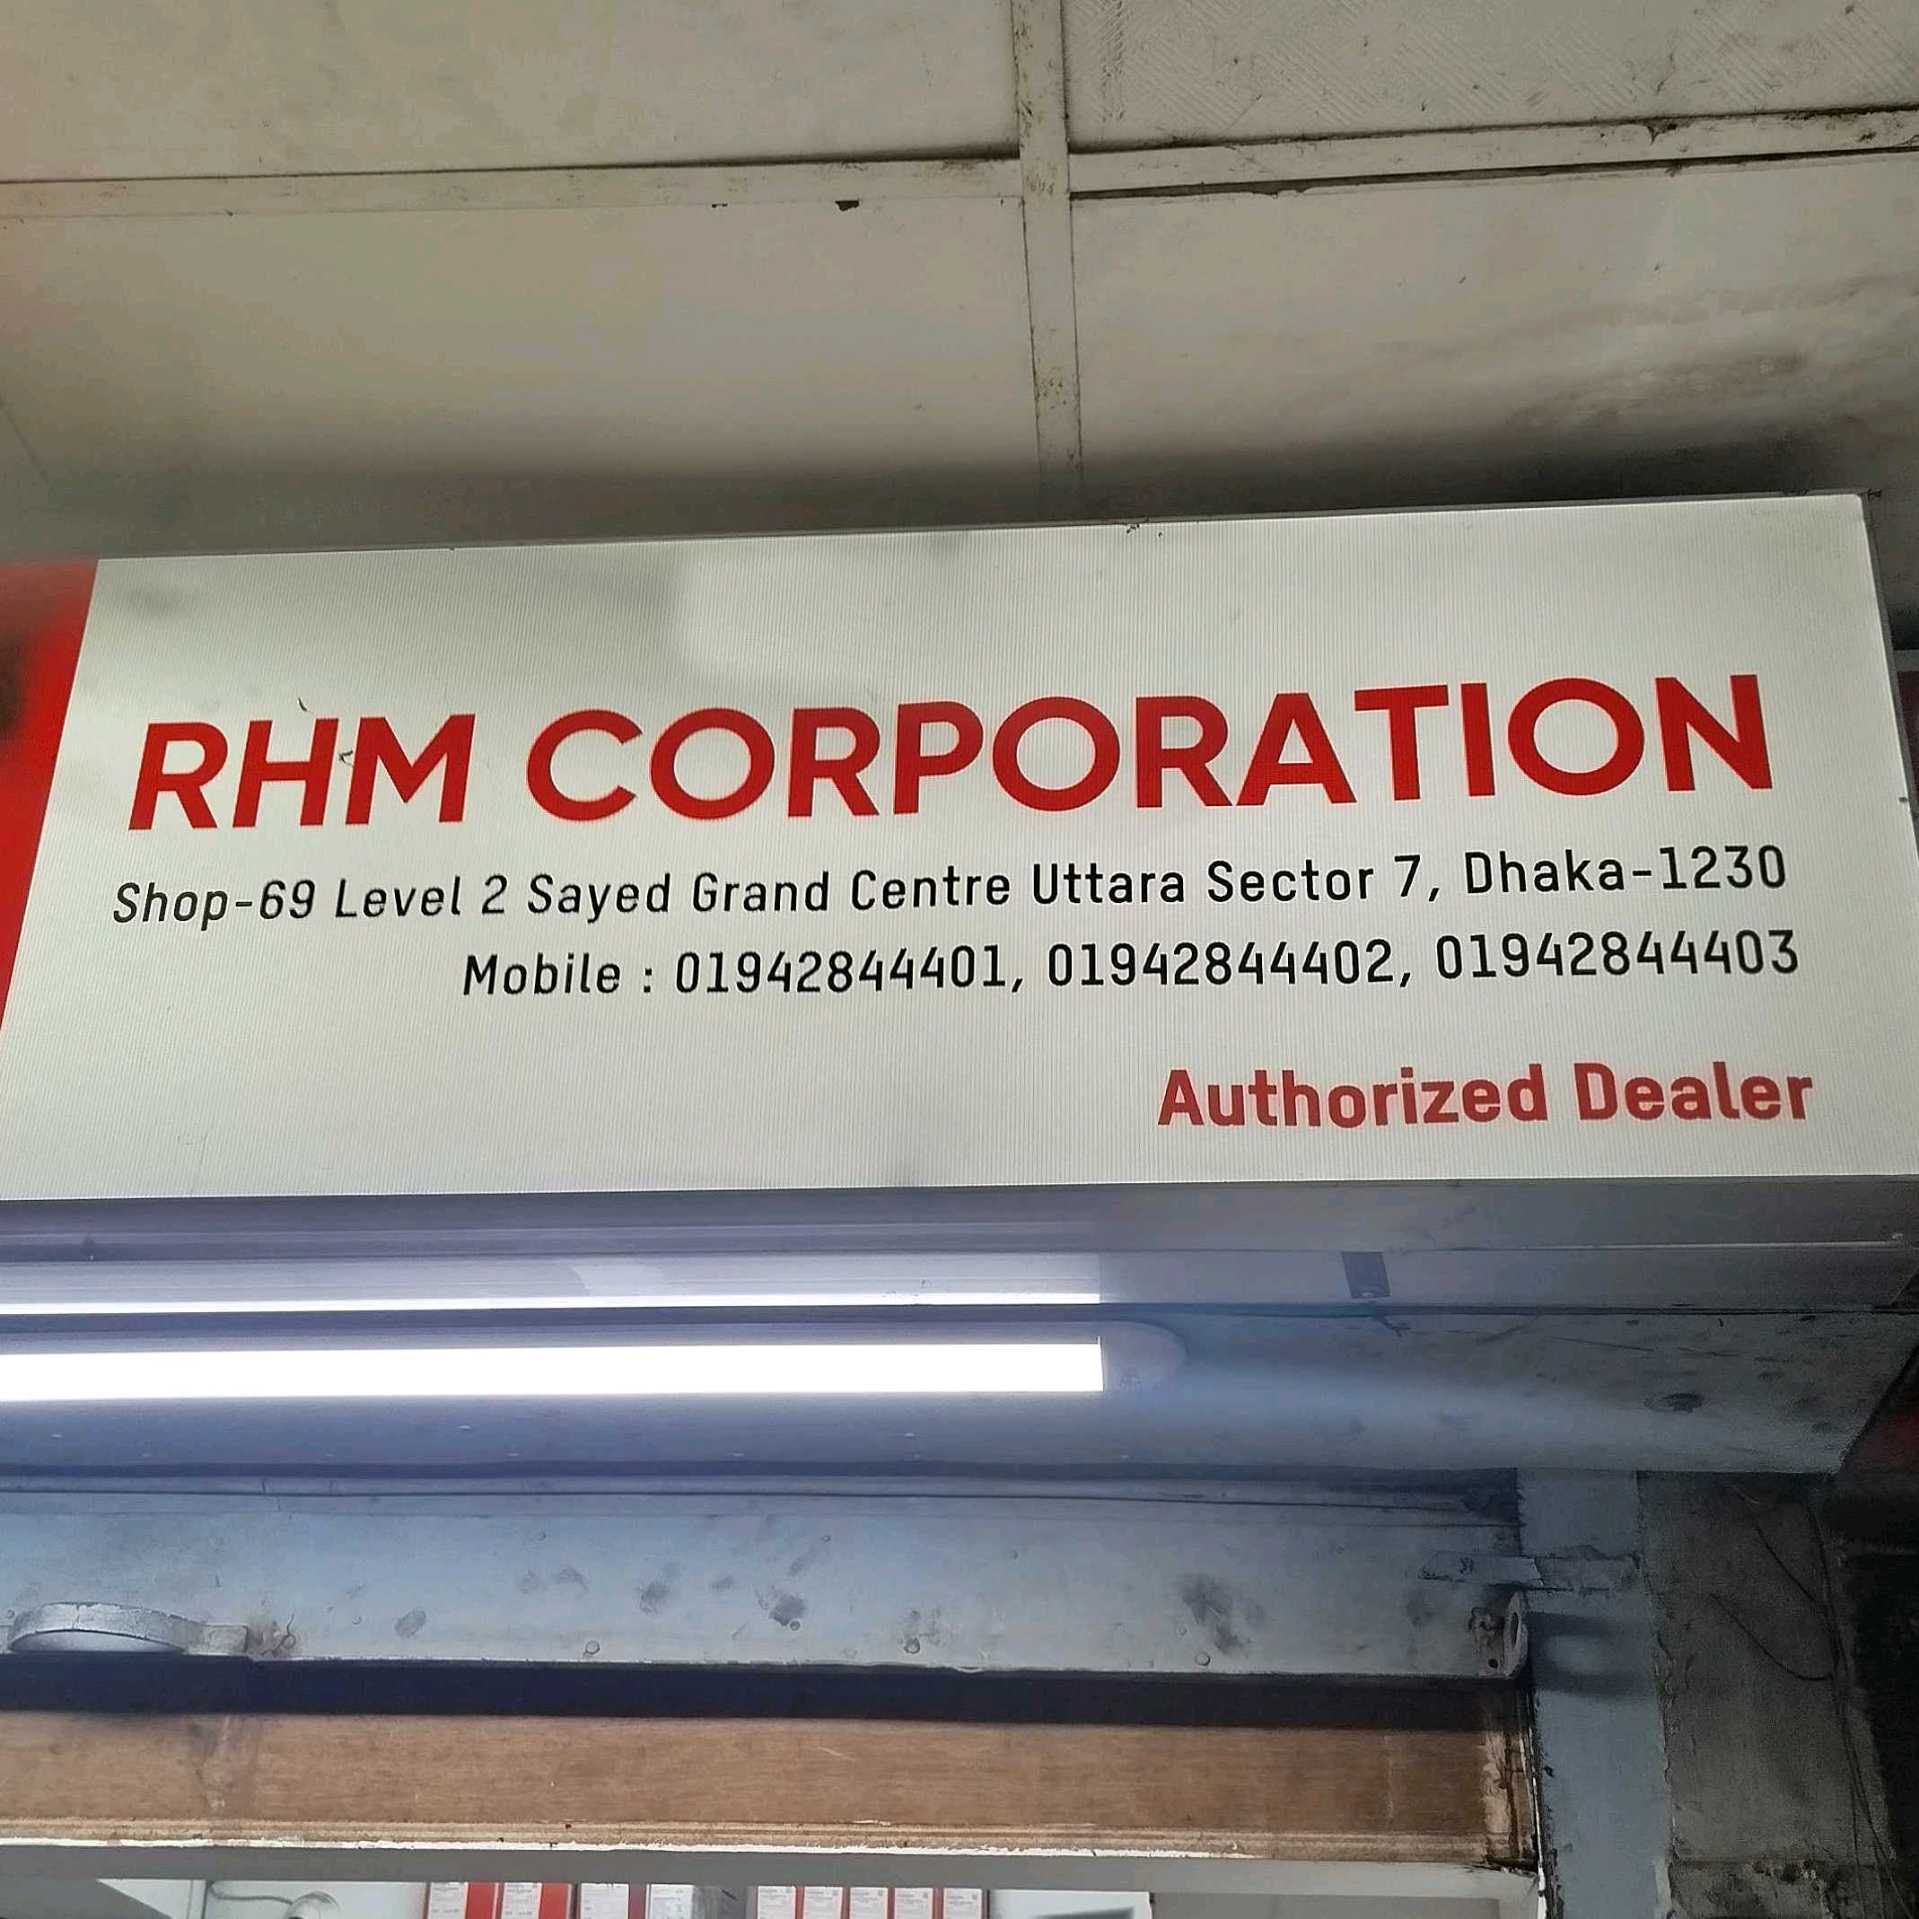 RHM CORPORATION
Shop-69 Level 2 Sayed Grand Centre Uttara Sector 7, Dhaka-1230
Mobile : 01942844401, 01942844402, 01942844403
Authorized Dealer